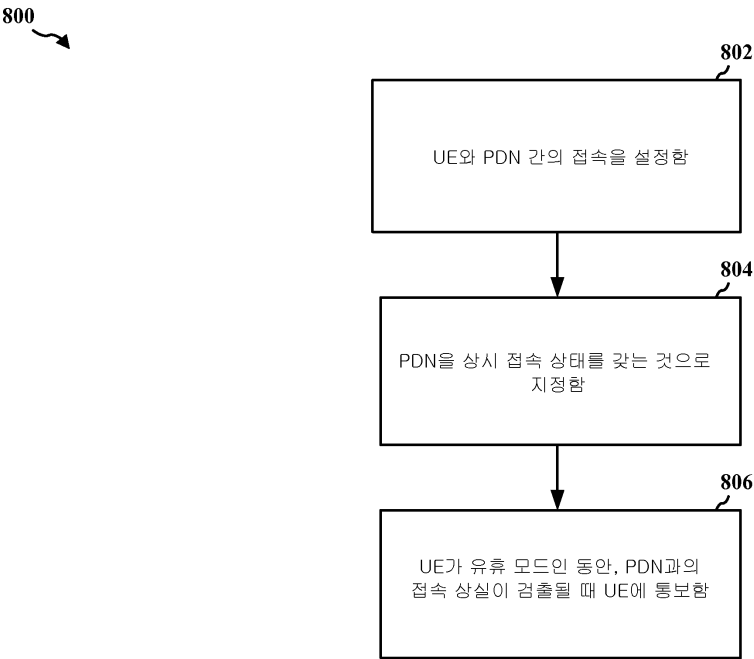 800
802
UE와 PDN 간의 접속을 설정함
804
PDN을 상시 접속 상태를 갖는 것으로
지정함
806
UE가 유휴 모드인 동안, PDN과의
접속 상실이 검출될 때 UE에 통보함